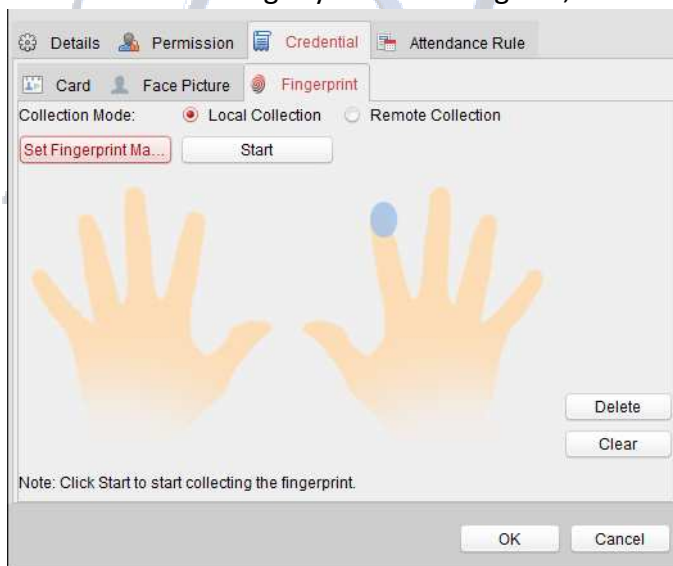 Details Permission Credential Attendance Rule
Card Face Picture Fingerprint
Collection Mode: Local Collection Remote Collection
Set Fingerprint Ma... Start
Delete
Clear
Note: Click Start to start collecting the fingerprint.
OK Cancel